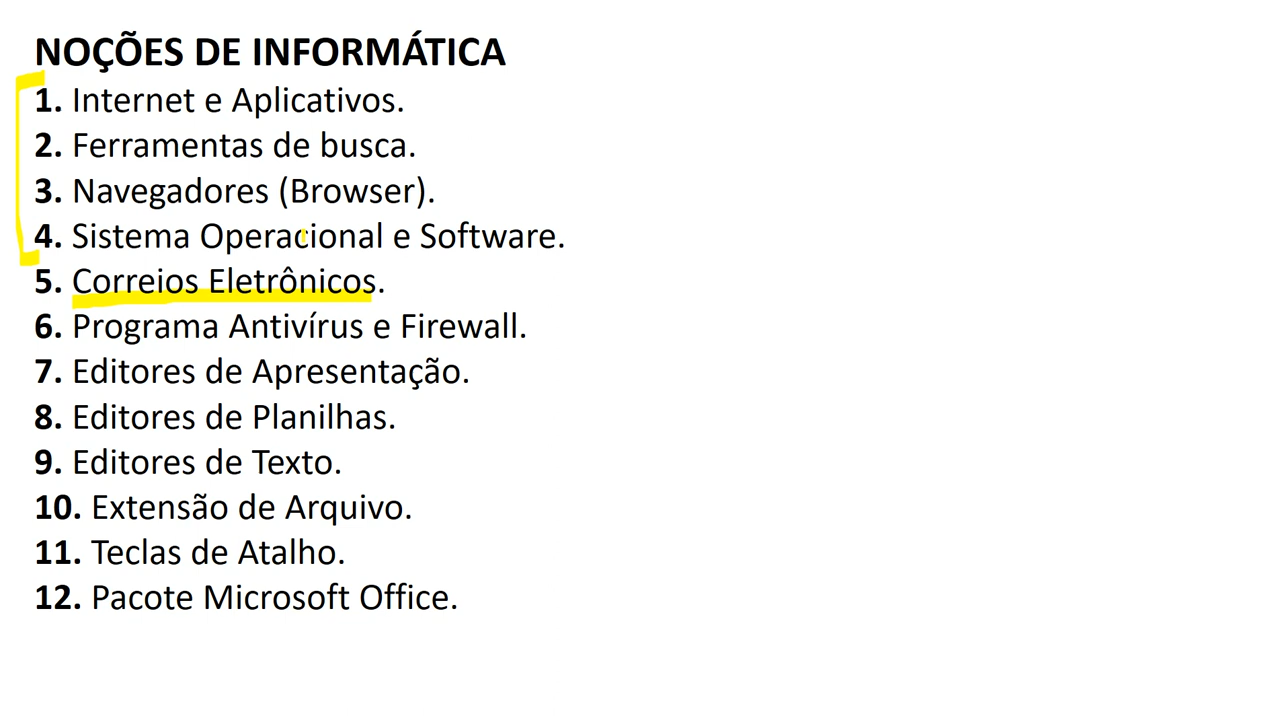 NOÇÕES DE INFORMÁTICA
1. Internet e Aplicativos.
2. Ferramentas de busca.
3. Navegadores (Browser).
4. Sistema Operacional e Software.
5. Correios Eletrônicos.
6. Programa Antivírus e Firewall.
7. Editores de Apresentação.
8. Editores de Planilhas.
9. Editores de Texto.
10. Extensão de Arquivo.
11. Teclas de Atalho.
12. Pacote Microsoft Office.